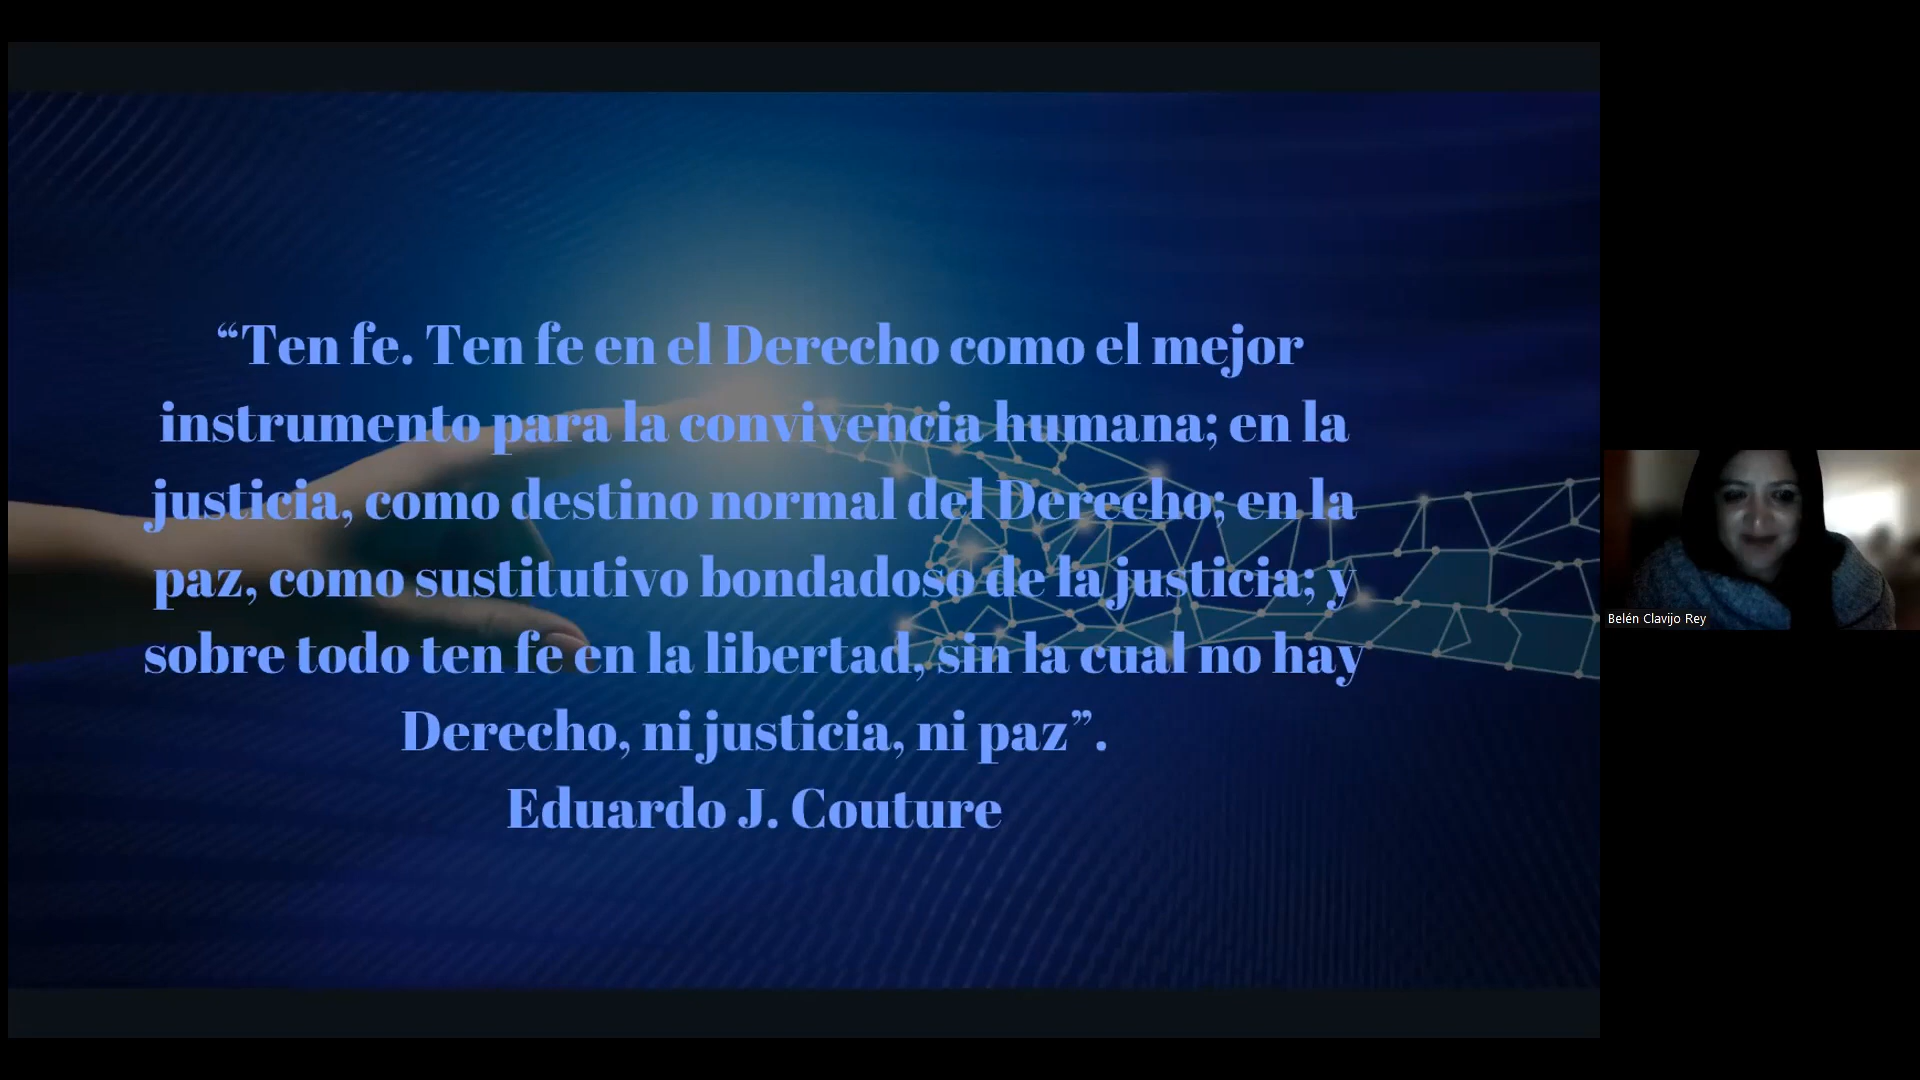 “Ten fe. Ten fe en el Derecho como el mejor
instrumento para la convivencia humana; en la
justicia, como destino normal del Derecho; en la
paz, como sustitutivo bondadoso de la justicia; y
sobre todo ten fe en la libertad, sin la cual no hay
Derecho, ni justicia, ni paz”.
Eduardo J. Couture
Belén Clavijo Rey